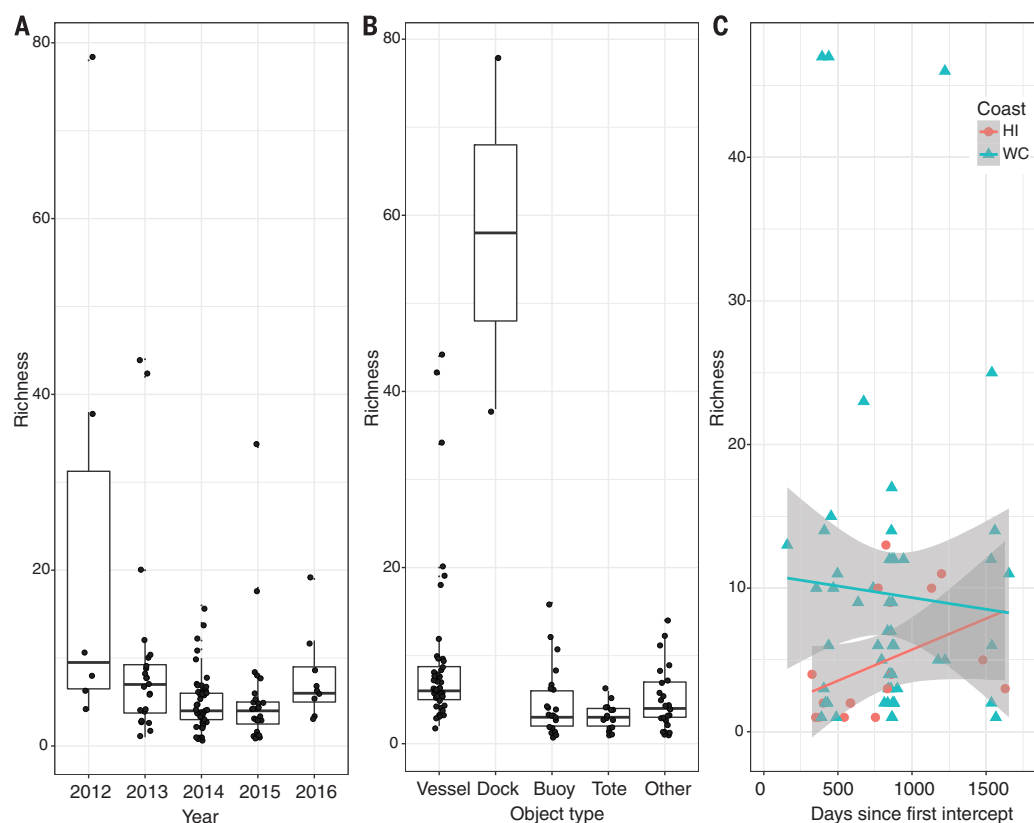 A
B
C
80
60
40
20
0
Richness
2012 2013 2014 2015 2016
Year
80
60
40
20
0
Richness
Vessel Dock Buoy Tote Other
Object type
40
30
20
10
0
Richness
0 500 1000 1500
Days since first intercept
Coast
HI
WC